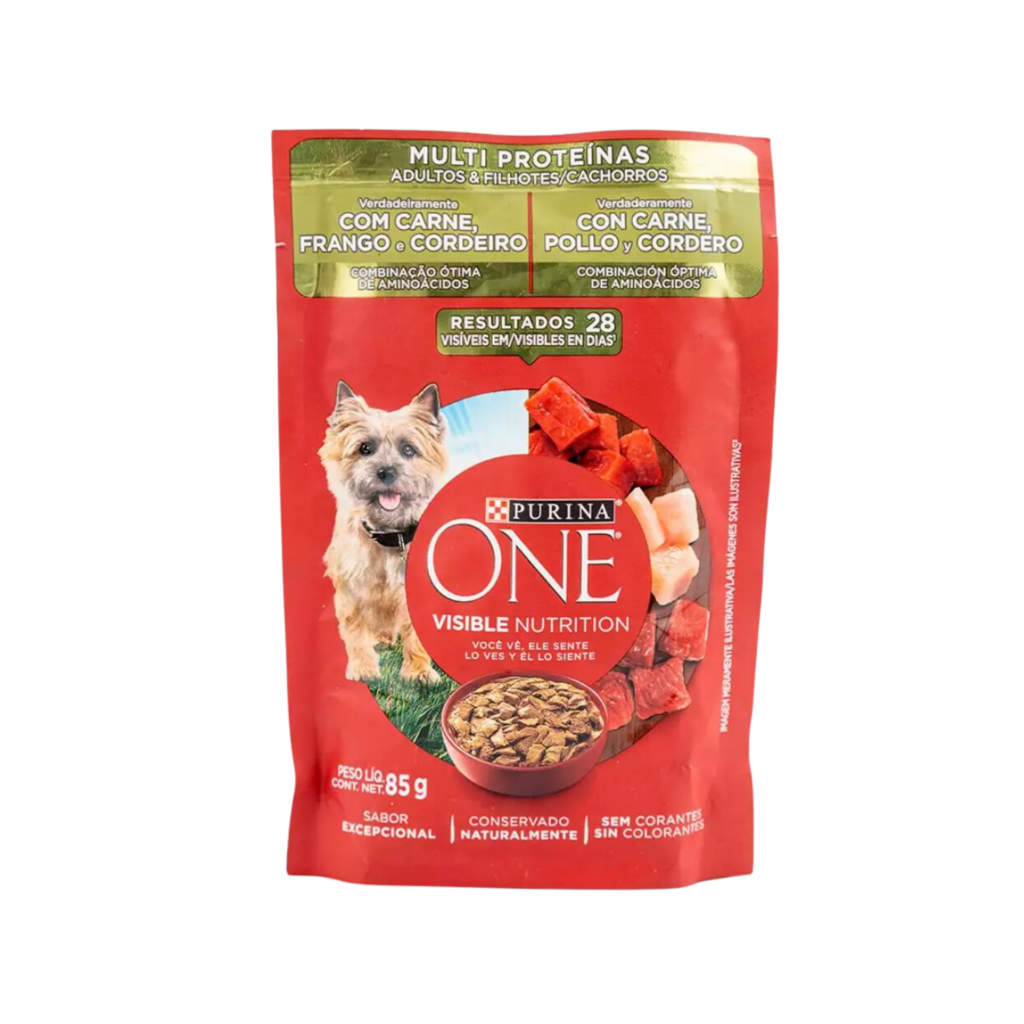 MULTI PROTEÍNAS
ADULTOS & FILHOTES/CACHORROS
Verdadeiramente
COM CARNE,
FRANGO e CORDEIRO
COMBINAÇÃO ÓTIMA
DE AMINOÁCIDOS
Verdaderamente
CON CARNE,
POLLO y CORDERO
COMBINACIÓN ÓPTIMA
DE AMINOÁCIDOS
RESULTADOS 28
VISÍVEIS EM/VISIBLES EN DIAS¹
PURINA®
ONE®
VISIBLE NUTRITION
VOCÊ VÊ, ELE SENTE
LO VES Y ÉL LO SIENTE
IMAGEM MERAMENTE ILUSTRATIVA/LAS IMÁGENES SON ILUSTRATIVAS²
PESO LÍQ.
CONT. NET. 85 g
SABOR
EXCEPCIONAL
CONSERVADO
NATURALMENTE
SEM CORANTES
SIN COLORANTES